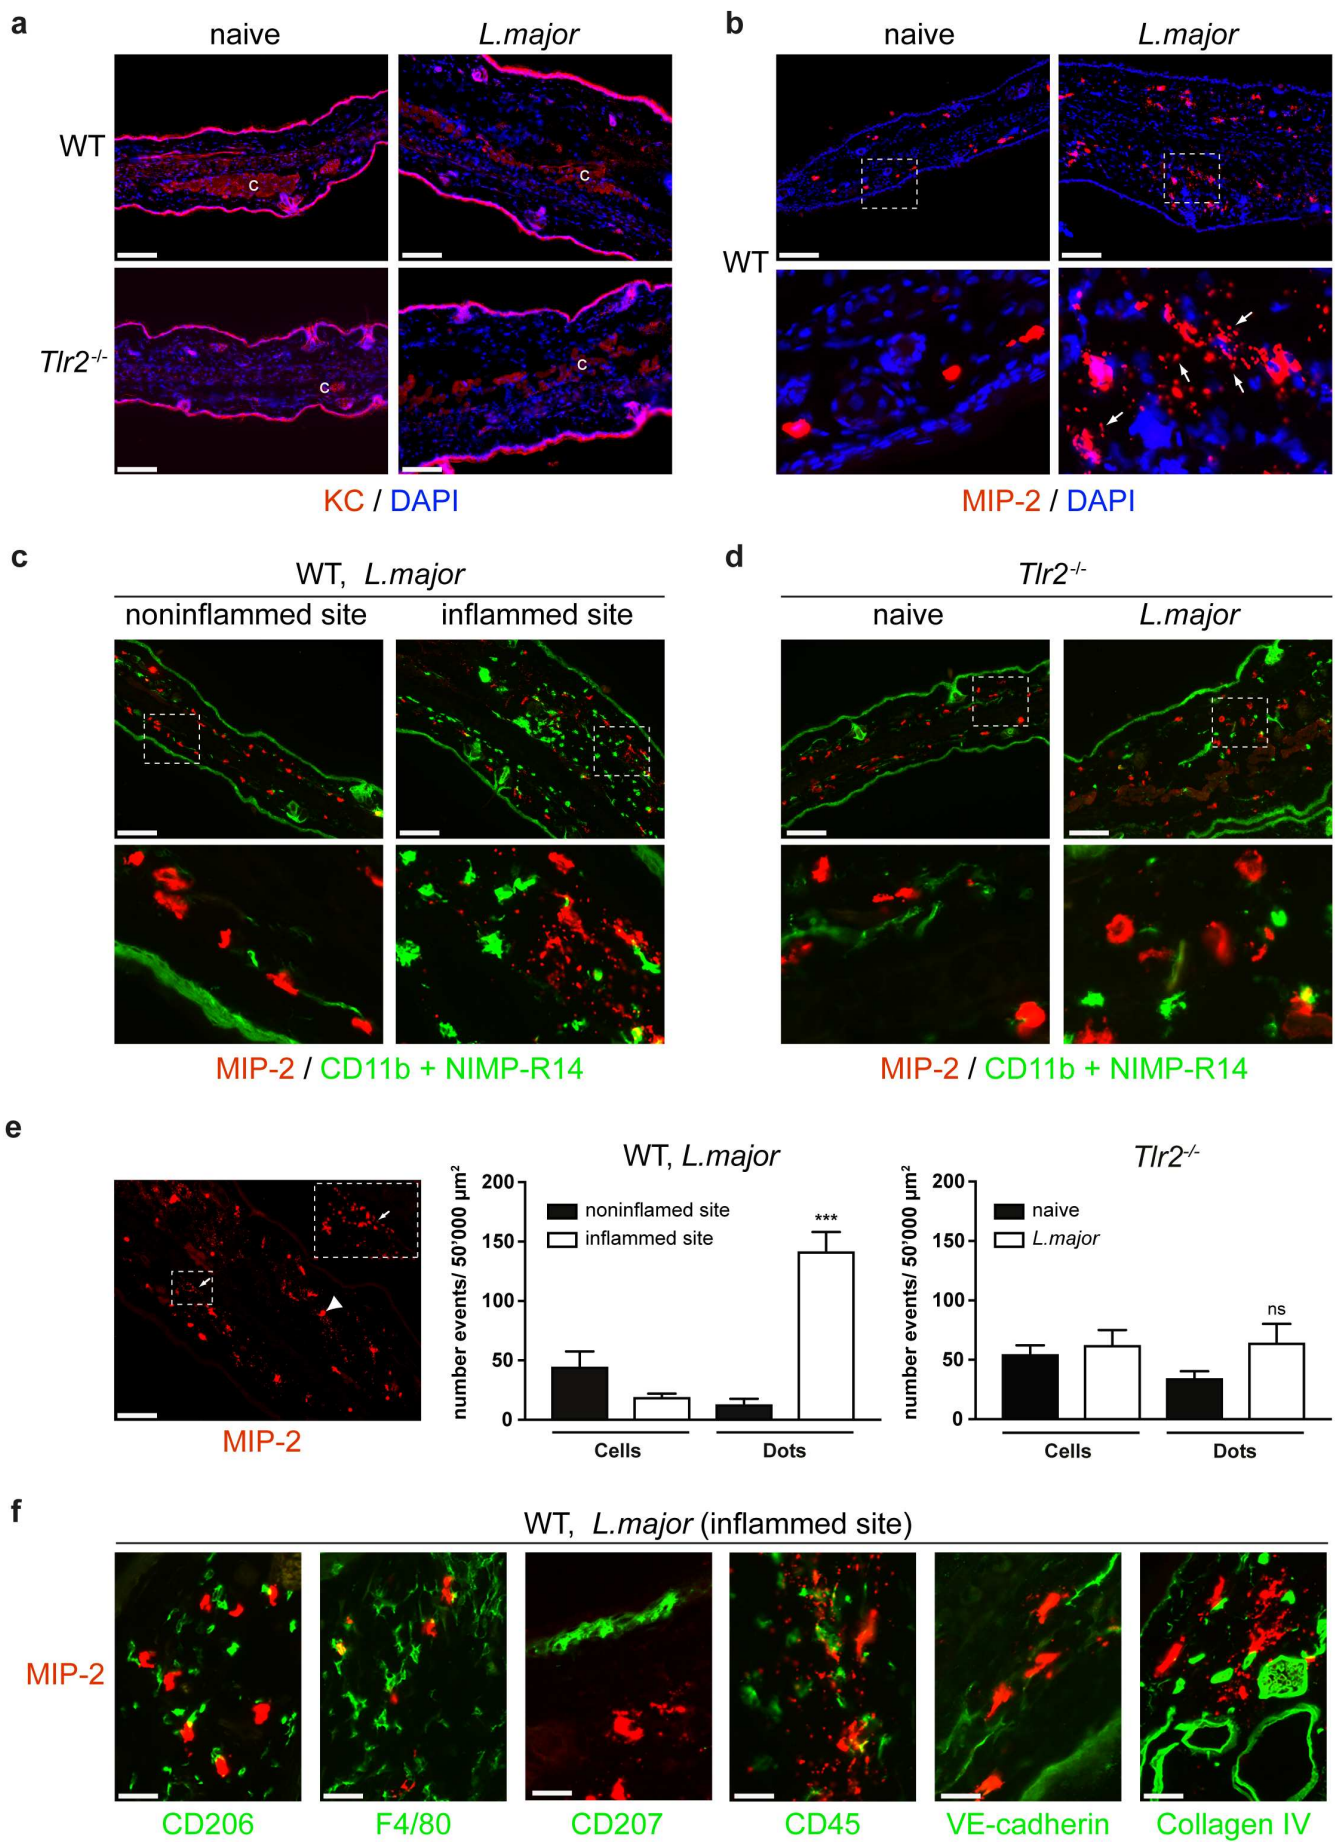 a
naive
L.major
WT
c
c
Tlr2-/-
c
c
KC / DAPI
b
naive
L.major
WT
MIP-2 / DAPI
c
WT, L.major
noninflammed site
inflammed site
MIP-2 / CD11b + NIMP-R14
d
Tlr2-/-
naive
L.major
MIP-2 / CD11b + NIMP-R14
e
MIP-2
WT, L.major
number events/ 50'000 µm²
200
150
100
50
0
noninflamed site
inflammed site
***
Cells
Dots
Tlr2-/-
number events/ 50'000 µm²
200
150
100
50
0
naive
L.major
ns
Cells
Dots
f
WT, L.major (inflammed site)
MIP-2
CD206
F4/80
CD207
CD45
VE-cadherin
Collagen IV